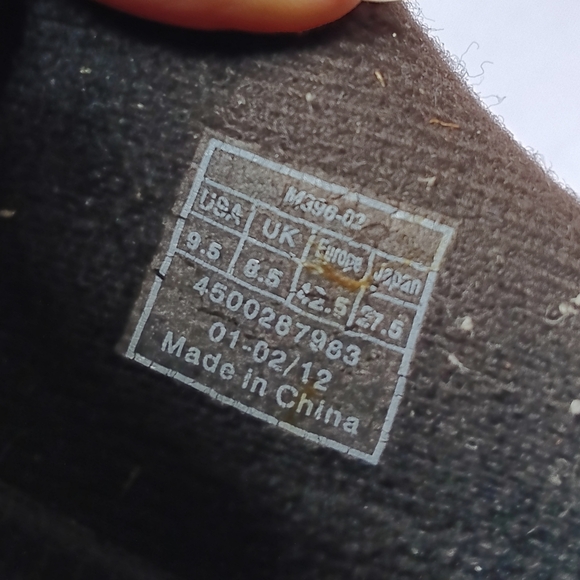 M396-02
USA UK Europe Japan
9.5 8.5 42.5 27.5
4500287983
01-02/12
Made in China